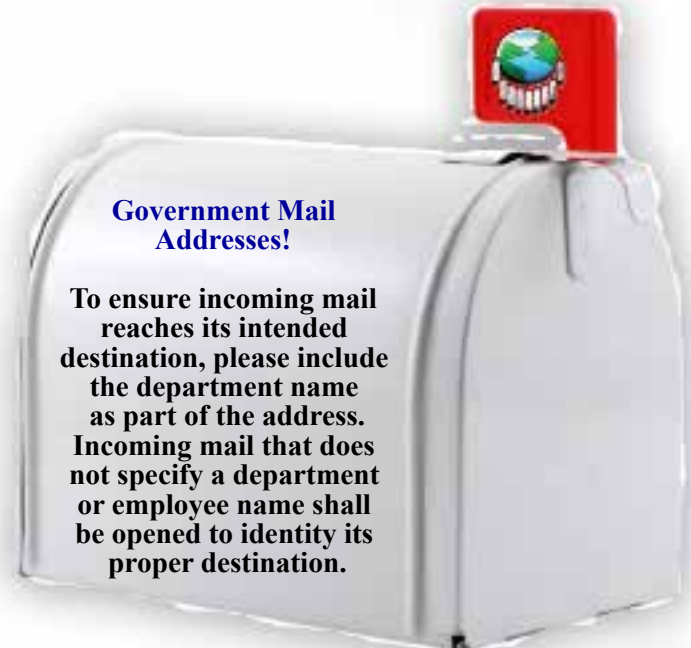 Government Mail
Addresses!
To ensure incoming mail
reaches its intended
destination, please include
the department name
as part of the address.
Incoming mail that does
not specify a department
or employee name shall
be opened to identity its
proper destination.